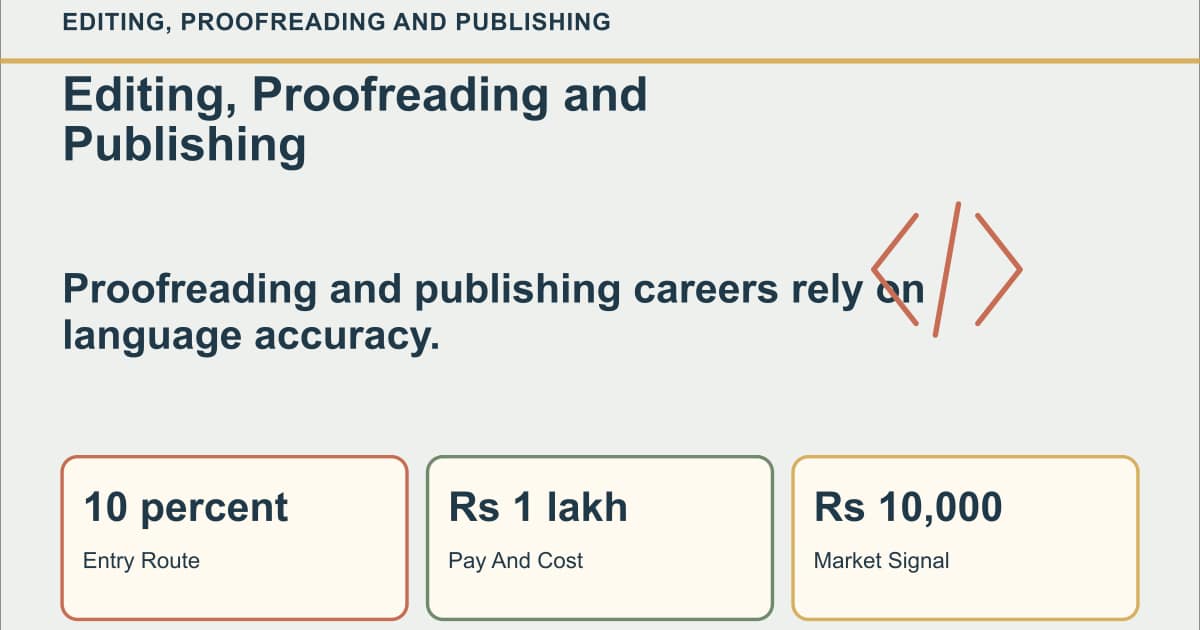 EDITING, PROOFREADING AND PUBLISHING
Editing, Proofreading and
Publishing
Proofreading and publishing careers rely on
language accuracy.
10 percent
Entry Route
Rs 1 lakh
Pay And Cost
Rs 10,000
Market Signal